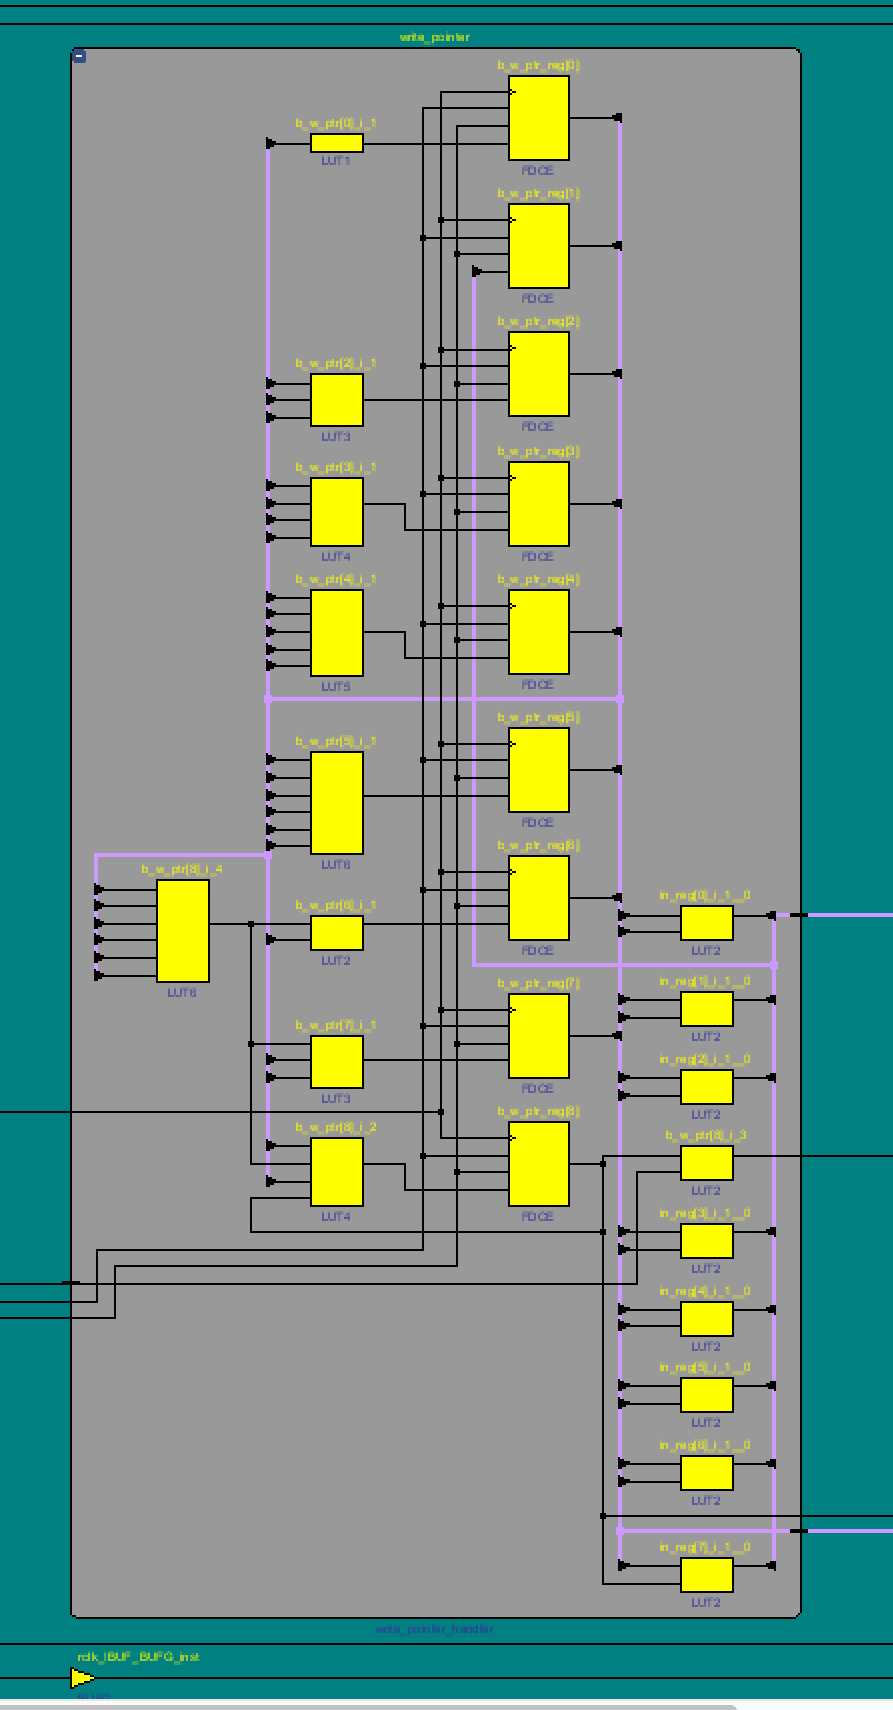 write_pointer
b_w_ptr_reg[0]
b_w_ptr[0]_i_1
LUT1
FDCE
b_w_ptr_reg[1]
FDCE
b_w_ptr_reg[2]
b_w_ptr[2]_i_1
FDCE
LUT3
b_w_ptr_reg[3]
b_w_ptr[3]_i_1
LUT4
FDCE
b_w_ptr[4]_i_1
b_w_ptr_reg[4]
LUT5
FDCE
b_w_ptr_reg[5]
b_w_ptr[5]_i_1
FDCE
b_w_ptr_reg[6]
LUT6
b_w_ptr[8]_i_4
in_reg[0]_i_1__0
b_w_ptr[6]_i_1
FDCE
LUT2
LUT2
b_w_ptr_reg[7]
in_reg[1]_i_1__0
LUT6
b_w_ptr[7]_i_1
LUT2
in_reg[2]_i_1__0
FDCE
LUT3
LUT2
b_w_ptr_reg[8]
b_w_ptr[8]_i_2
b_w_ptr[8]_i_3
LUT2
in_reg[3]_i_1__0
LUT4
FDCE
LUT2
in_reg[4]_i_1__0
LUT2
in_reg[5]_i_1__0
LUT2
in_reg[6]_i_1__0
LUT2
in_reg[7]_i_1__0
LUT2
write_pointer_handler
rclk_IBUF_BUFG_inst